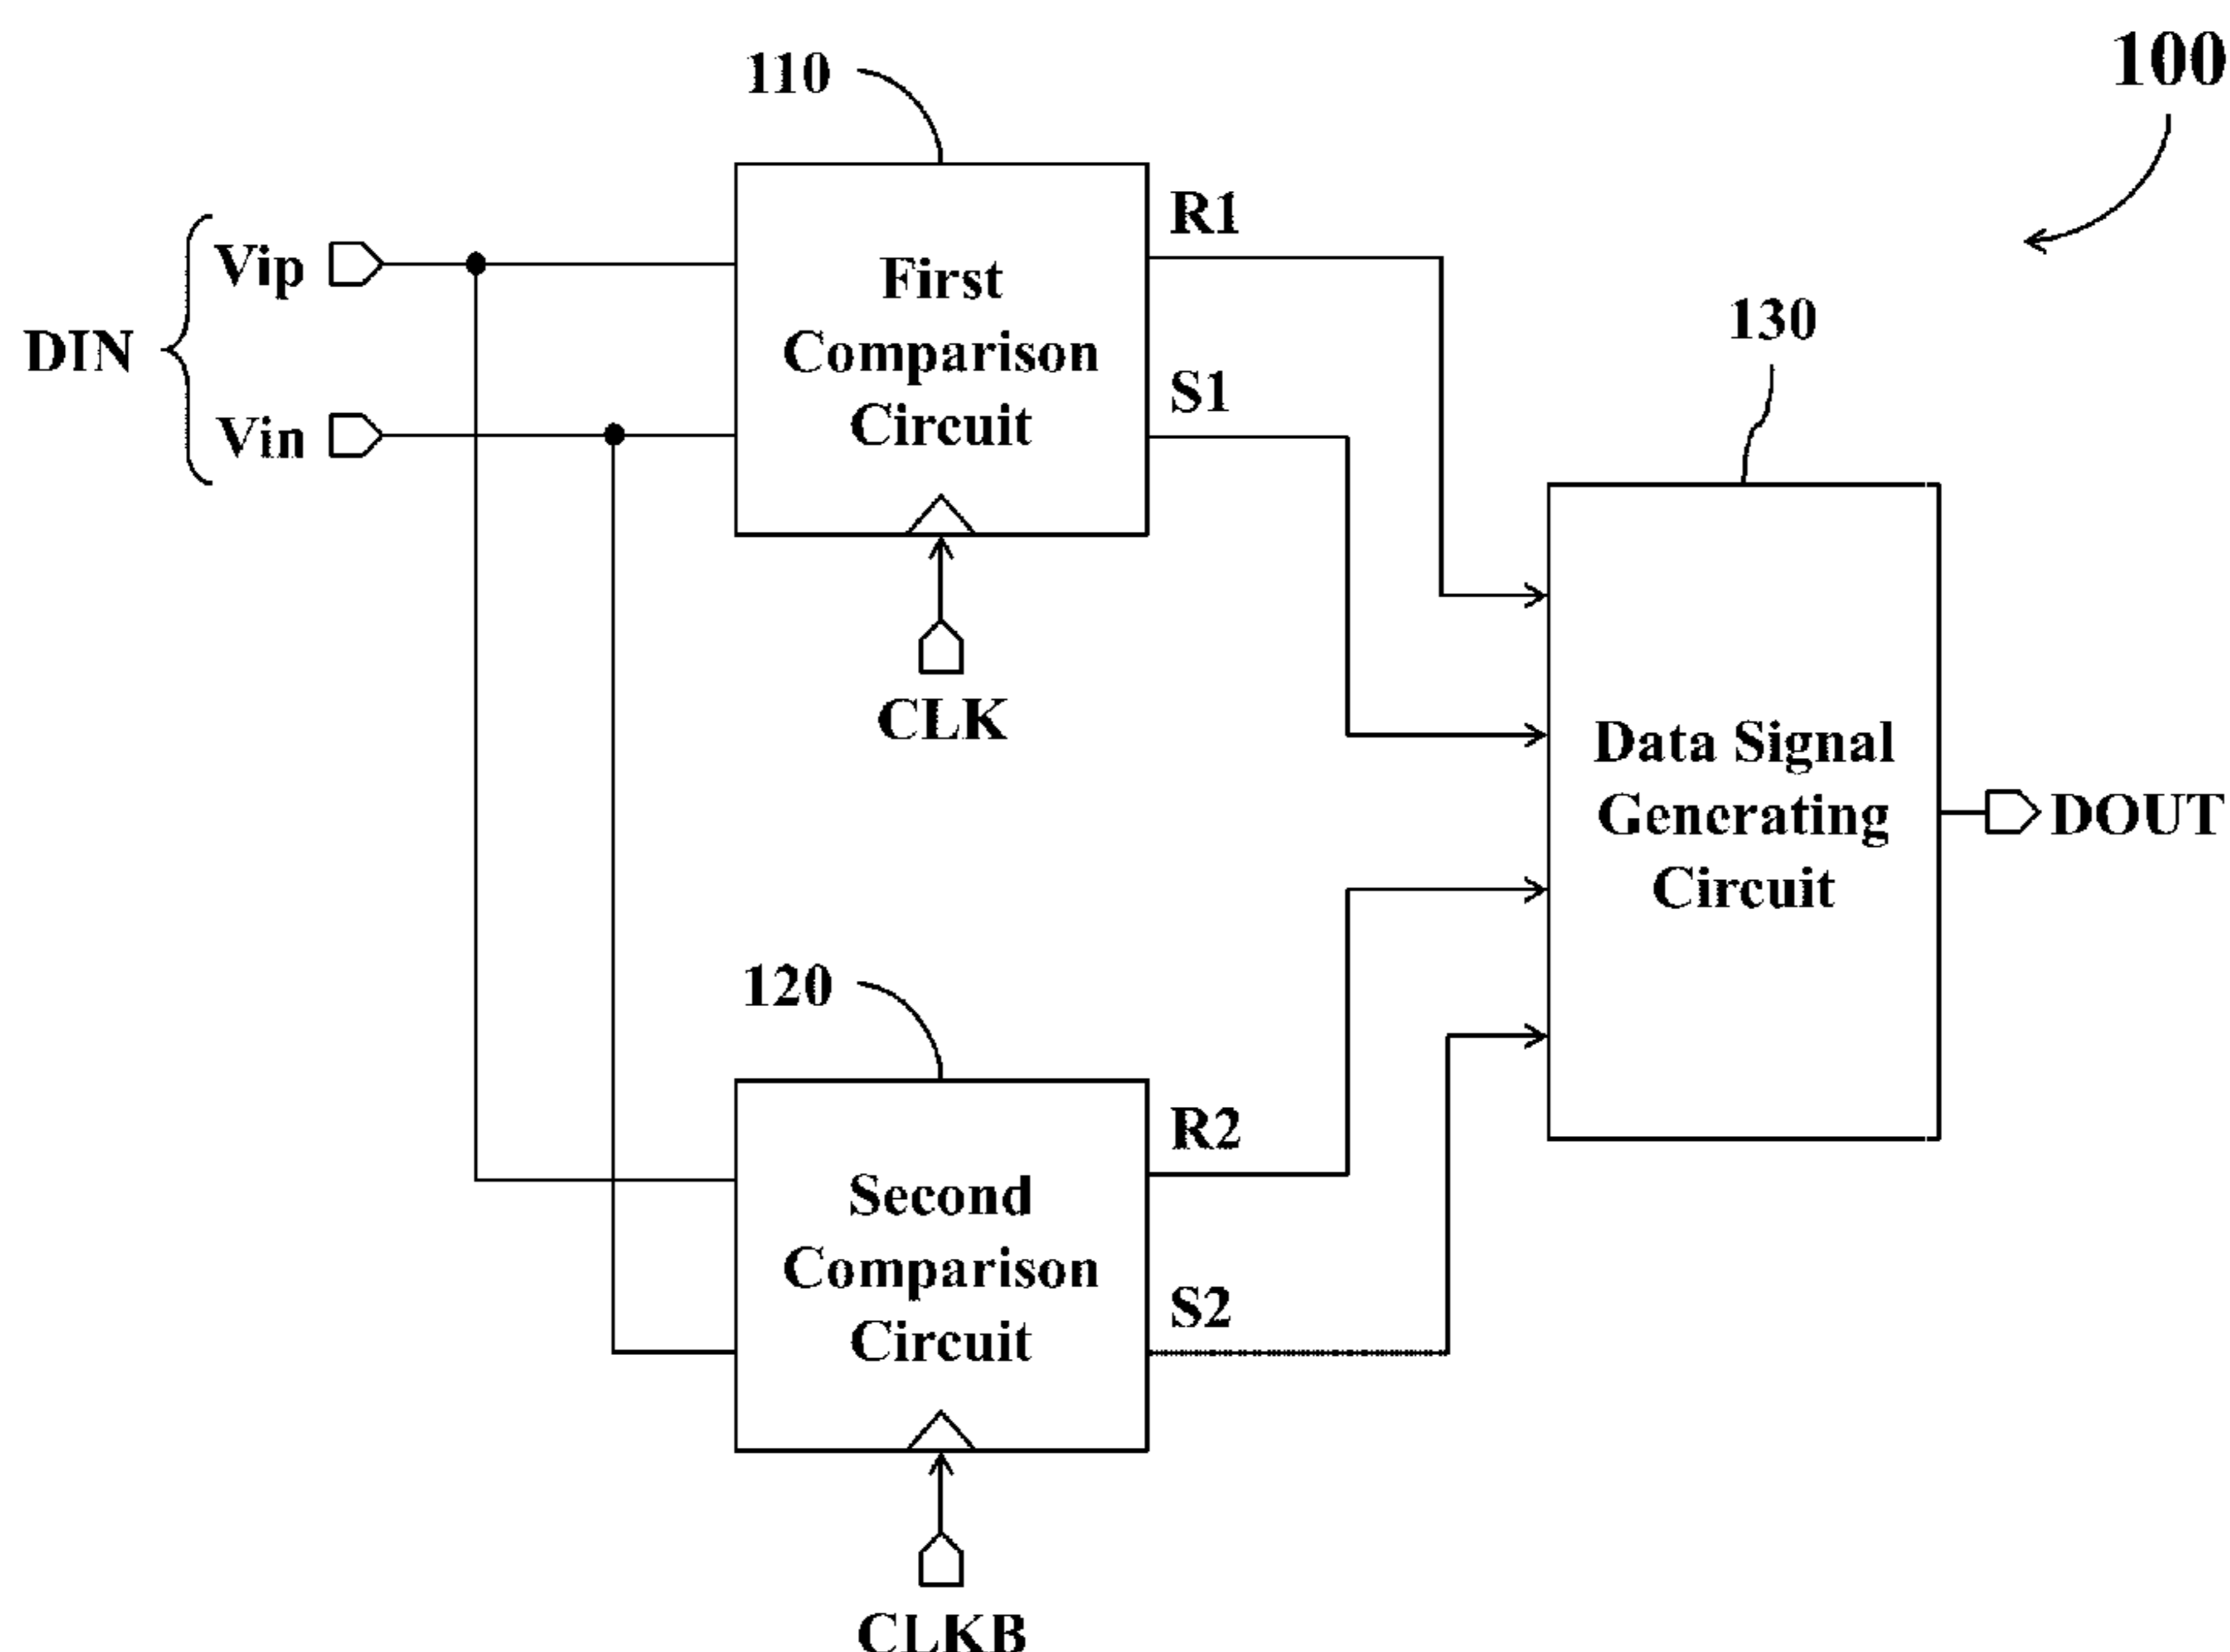 100
110
R1
Vip
First
Comparison
Circuit
DIN
S1
Vin
130
CLK
Data Signal
Generating
Circuit
DOUT
120
R2
Second
Comparison
Circuit
S2
CLKB